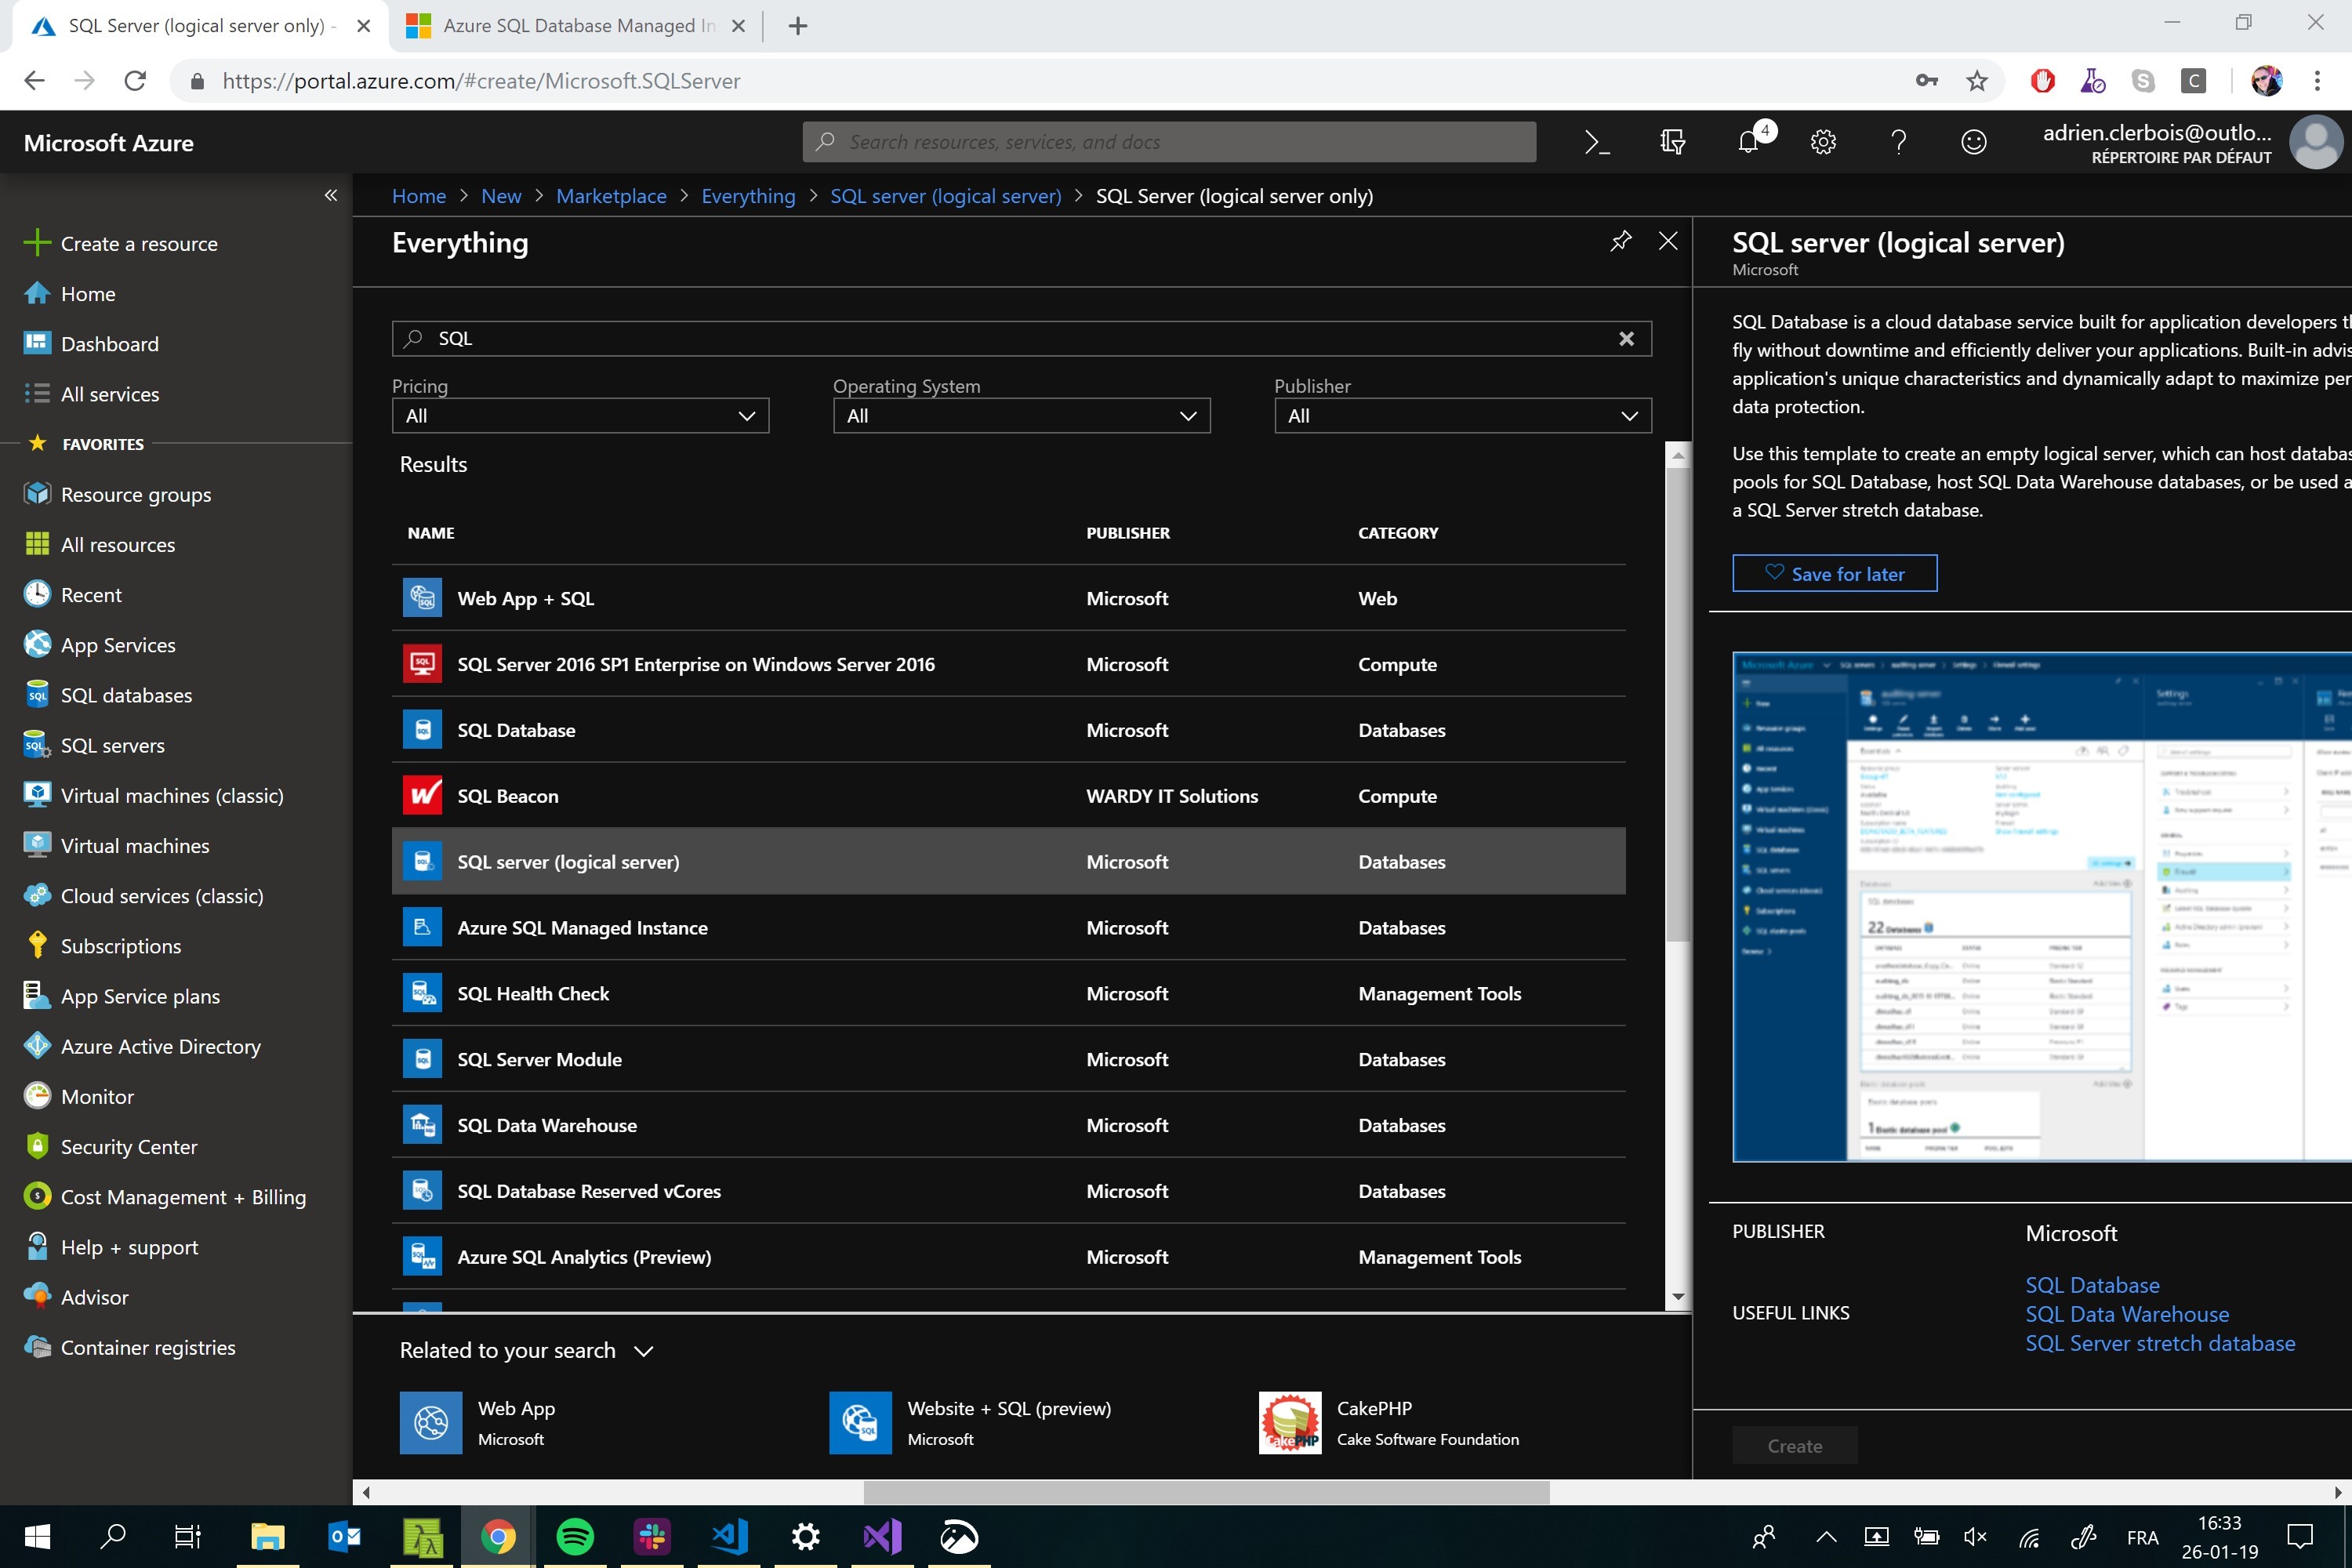 SQL Server (logical server only) -
Azure SQL Database Managed In
https://portal.azure.com/#create/Microsoft.SQLServer
Microsoft Azure
Search resources, services, and docs
4
adrien.clerbois@outlo...
RÉPERTOIRE PAR DÉFAUT
Home > New > Marketplace > Everything > SQL server (logical server) > SQL Server (logical server only)
Create a resource
Home
Dashboard
All services
FAVORITES
Resource groups
All resources
Recent
App Services
SQL databases
SQL servers
Virtual machines (classic)
Virtual machines
Cloud services (classic)
Subscriptions
App Service plans
Azure Active Directory
Monitor
Security Center
Cost Management + Billing
Help + support
Advisor
Container registries
Everything
SQL
Pricing Operating System Publisher
All All All
Results
NAME PUBLISHER CATEGORY
Web App + SQL Microsoft Web
SQL Server 2016 SP1 Enterprise on Windows Server 2016 Microsoft Compute
SQL Database Microsoft Databases
SQL Beacon WARDY IT Solutions Compute
SQL server (logical server) Microsoft Databases
Azure SQL Managed Instance Microsoft Databases
SQL Health Check Microsoft Management Tools
SQL Server Module Microsoft Databases
SQL Data Warehouse Microsoft Databases
SQL Database Reserved vCores Microsoft Databases
Azure SQL Analytics (Preview) Microsoft Management Tools
Related to your search
Web App
Microsoft
Website + SQL (preview)
Microsoft
CakePHP
Cake Software Foundation
SQL server (logical server)
Microsoft
SQL Database is a cloud database service built for application developers
fly without downtime and efficiently deliver your applications. Built-in
application's unique characteristics and dynamically adapt to maximize
data protection.
Use this template to create an empty logical server, which can host
pools for SQL Database, host SQL Data Warehouse databases, or be used
a SQL Server stretch database.
Save for later
Microsoft Azure
22 Databases
1 Elastic database pool
PUBLISHER Microsoft
USEFUL LINKS
SQL Database
SQL Data Warehouse
SQL Server stretch database
Create
FRA
16:33
26-01-19